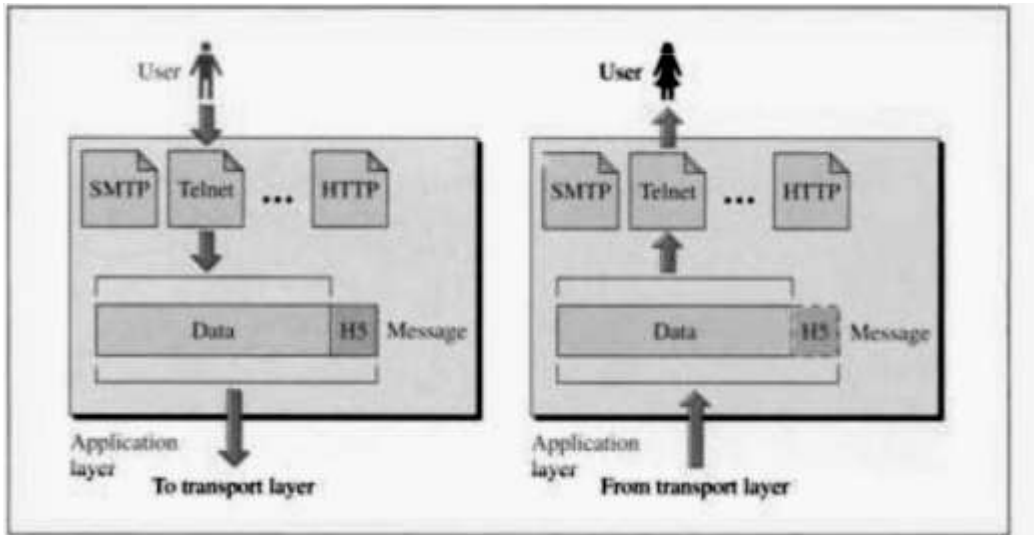 User
SMTP
Telnet
...
HTTP
Data
H5
Message
Application
layer
To transport layer
User
SMTP
Telnet
...
HTTP
Data
H5
Message
Application
layer
From transport layer